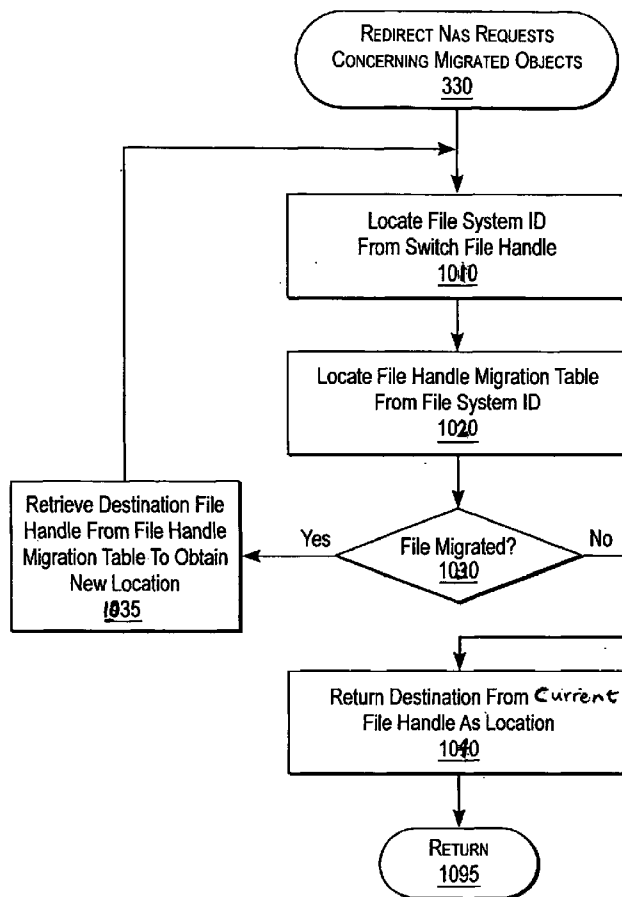 REDIRECT NAS REQUESTS
CONCERNING MIGRATED OBJECTS
330
Locate File System ID
From Switch File Handle
1010
Locate File Handle Migration Table
From File System ID
1020
Retrieve Destination File
Handle From File Handle
Migration Table To Obtain
New Location
1035
Yes
File Migrated?
1030
No
Return Destination From Current
File Handle As Location
1040
RETURN
1095